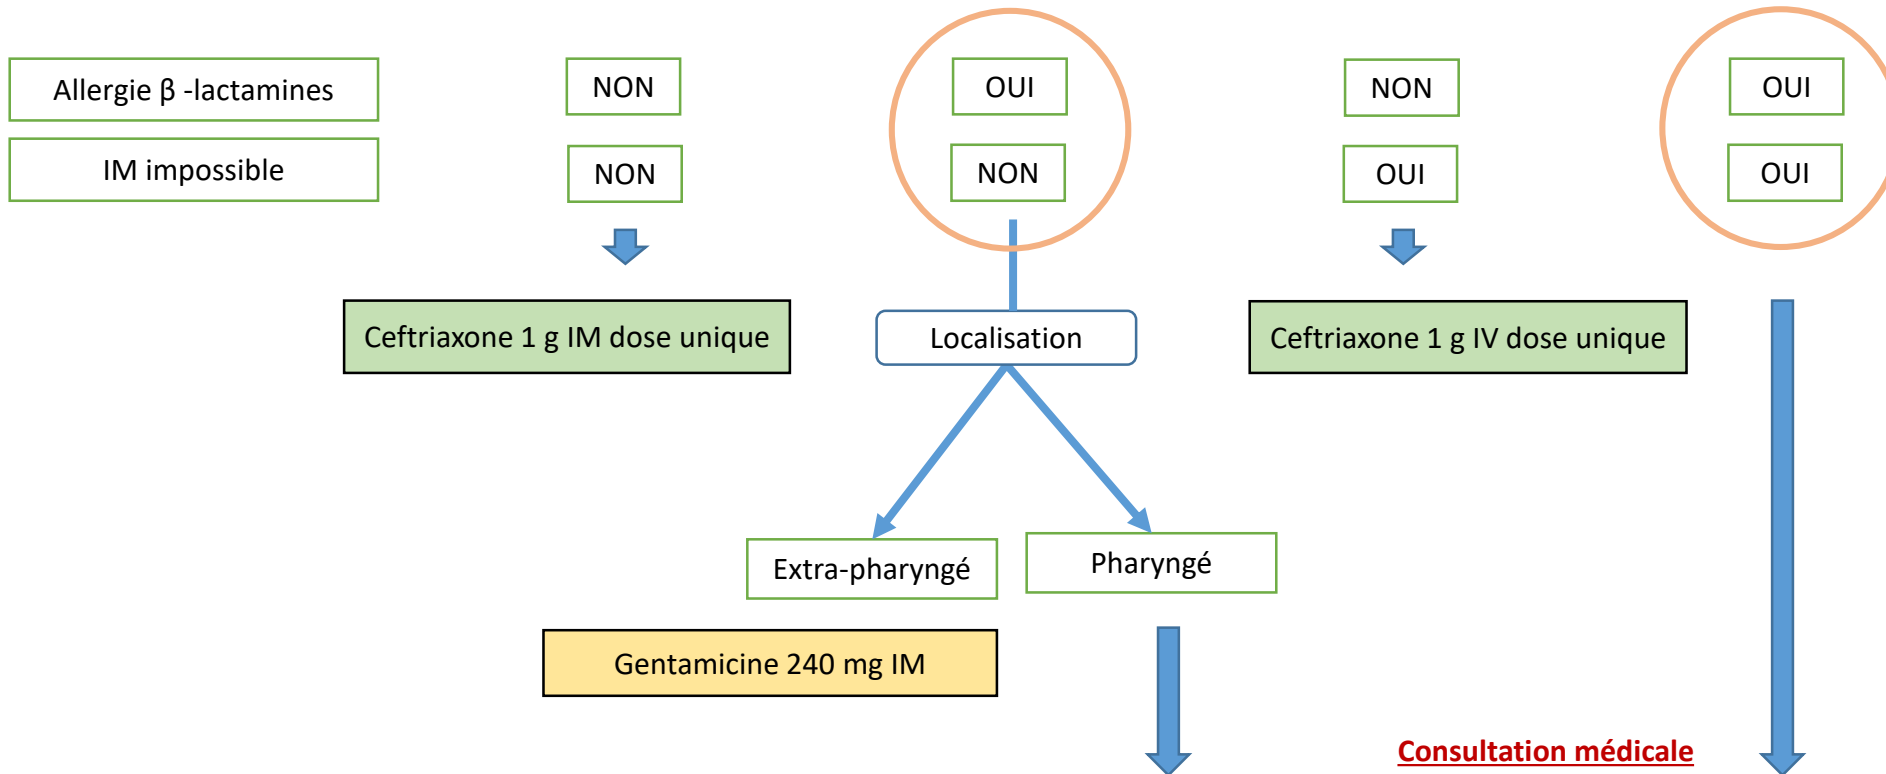 Allergie β -lactamines
NON
OUI
NON
OUI
IM impossible
NON
NON
OUI
OUI
Ceftriaxone 1 g IM dose unique
Localisation
Ceftriaxone 1 g IV dose unique
Extra-pharyngé
Pharyngé
Gentamicine 240 mg IM
Consultation médicale